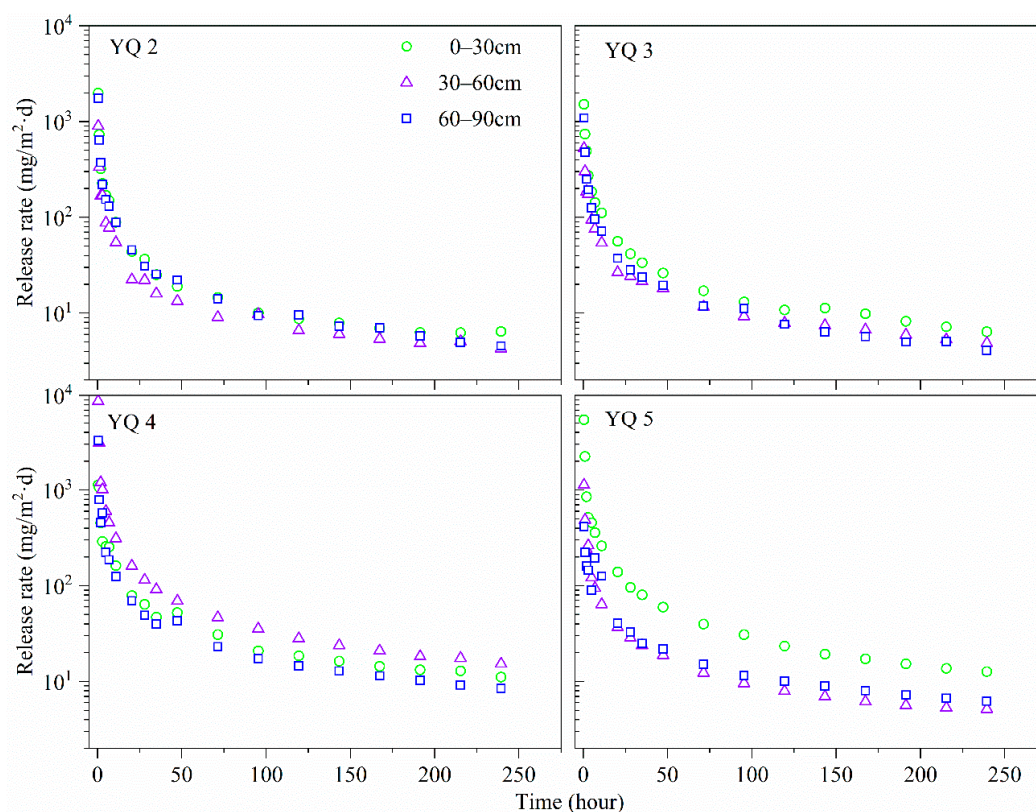 YQ 2
0–30cm
30–60cm
60–90cm
YQ 3
10^4
10^3
10^2
10^1
Release rate (mg/m²·d)
YQ 4
YQ 5
10^4
10^3
10^2
10^1
Release rate (mg/m²·d)
0 50 100 150 200 250
0 50 100 150 200 250
Time (hour)